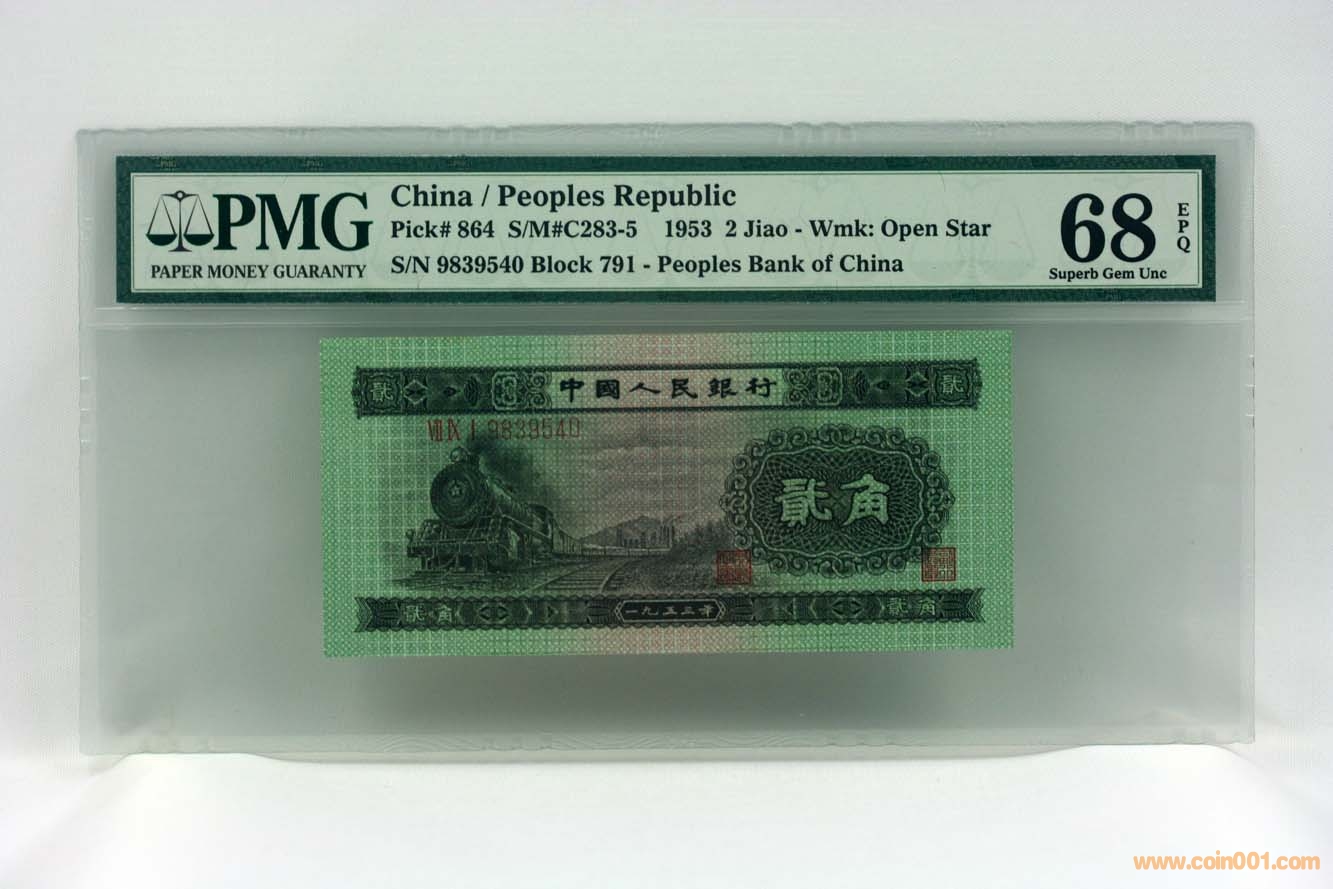 PMG
PAPER MONEY GUARANTY
China / Peoples Republic
Pick# 864 S/M#C283-5 1953 2 Jiao - Wmk: Open Star
S/N 9839540 Block 791 - Peoples Bank of China
68
EPQ
Superb Gem Unc
貳 中國人民銀行 貳
VII IX I 9839540
貳角
貳角 一九五三年 貳角
www.coin001.com